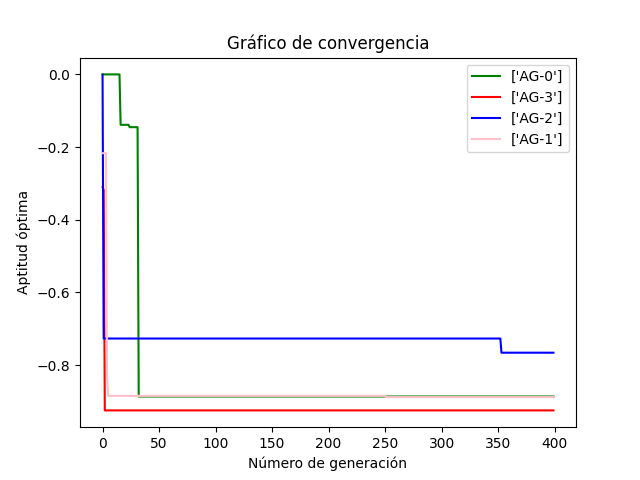 Gráfico de convergencia
['AG-0']
['AG-3']
['AG-2']
['AG-1']
Aptitud óptima
0.0
−0.2
−0.4
−0.6
−0.8
0 50 100 150 200 250 300 350 400
Número de generación